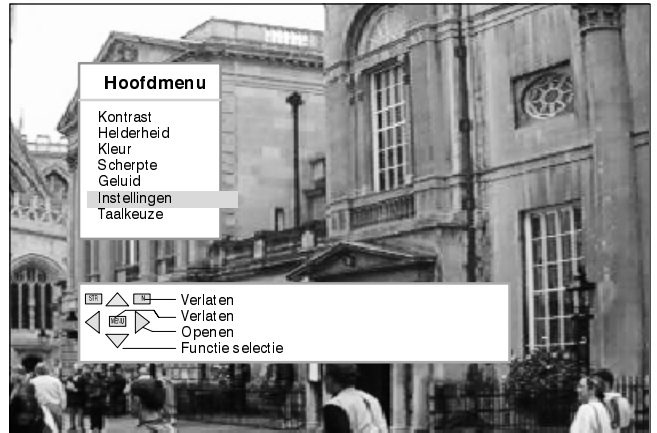 Hoofdmenu
Kontrast
Helderheid
Kleur
Scherpte
Geluid
Instellingen
Taalkeuze
STR
N
Verlaten
MENU
Verlaten
Openen
Functie selectie